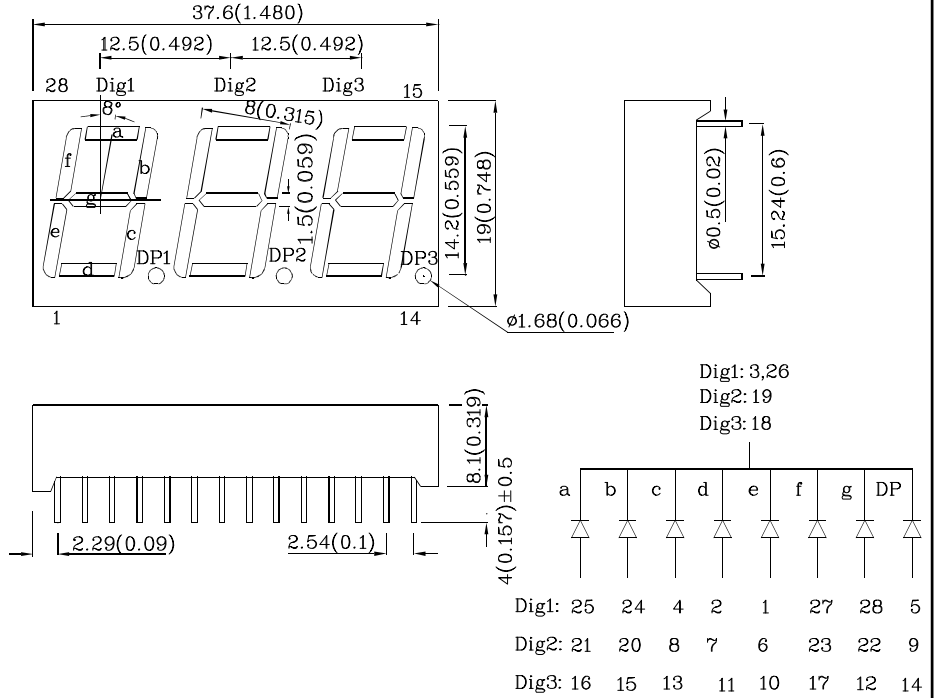 37.6(1.480)
12.5(0.492) 12.5(0.492)
28 Dig1 Dig2 Dig3 15
8° 8(0.315)
a
f b
g
e c
d
DP1 DP2 DP3
1.5(0.059)
14.2(0.559)
19(0.748)
ø1.68(0.066)
1 14
ø0.5(0.02)
15.24(0.6)
8.1(0.319)
4(0.157)±0.5
2.29(0.09) 2.54(0.1)
Dig1: 3,26
Dig2: 19
Dig3: 18
a b c d e f g DP
Dig1: 25 24 4 2 1 27 28 5
Dig2: 21 20 8 7 6 23 22 9
Dig3: 16 15 13 11 10 17 12 14